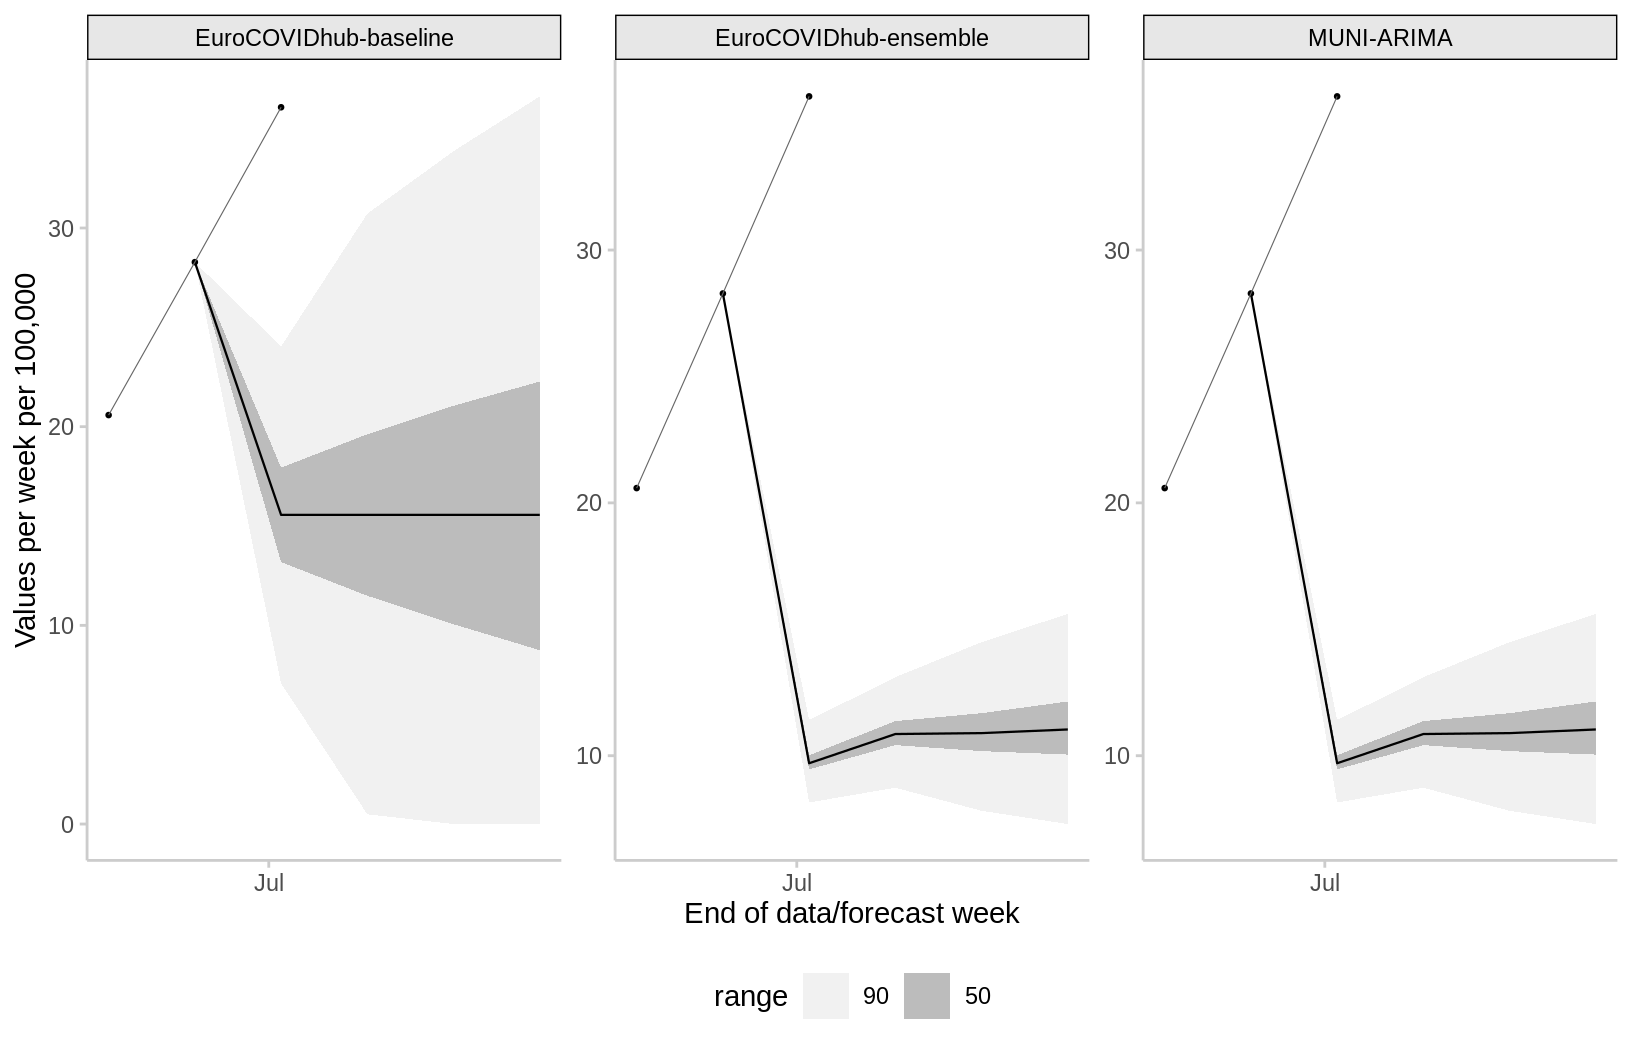 EuroCOVIDhub-baseline
EuroCOVIDhub-ensemble
MUNI-ARIMA
Values per week per 100,000
30
20
10
0
30
20
10
30
20
10
Jul
Jul
Jul
End of data/forecast week
range 90 50